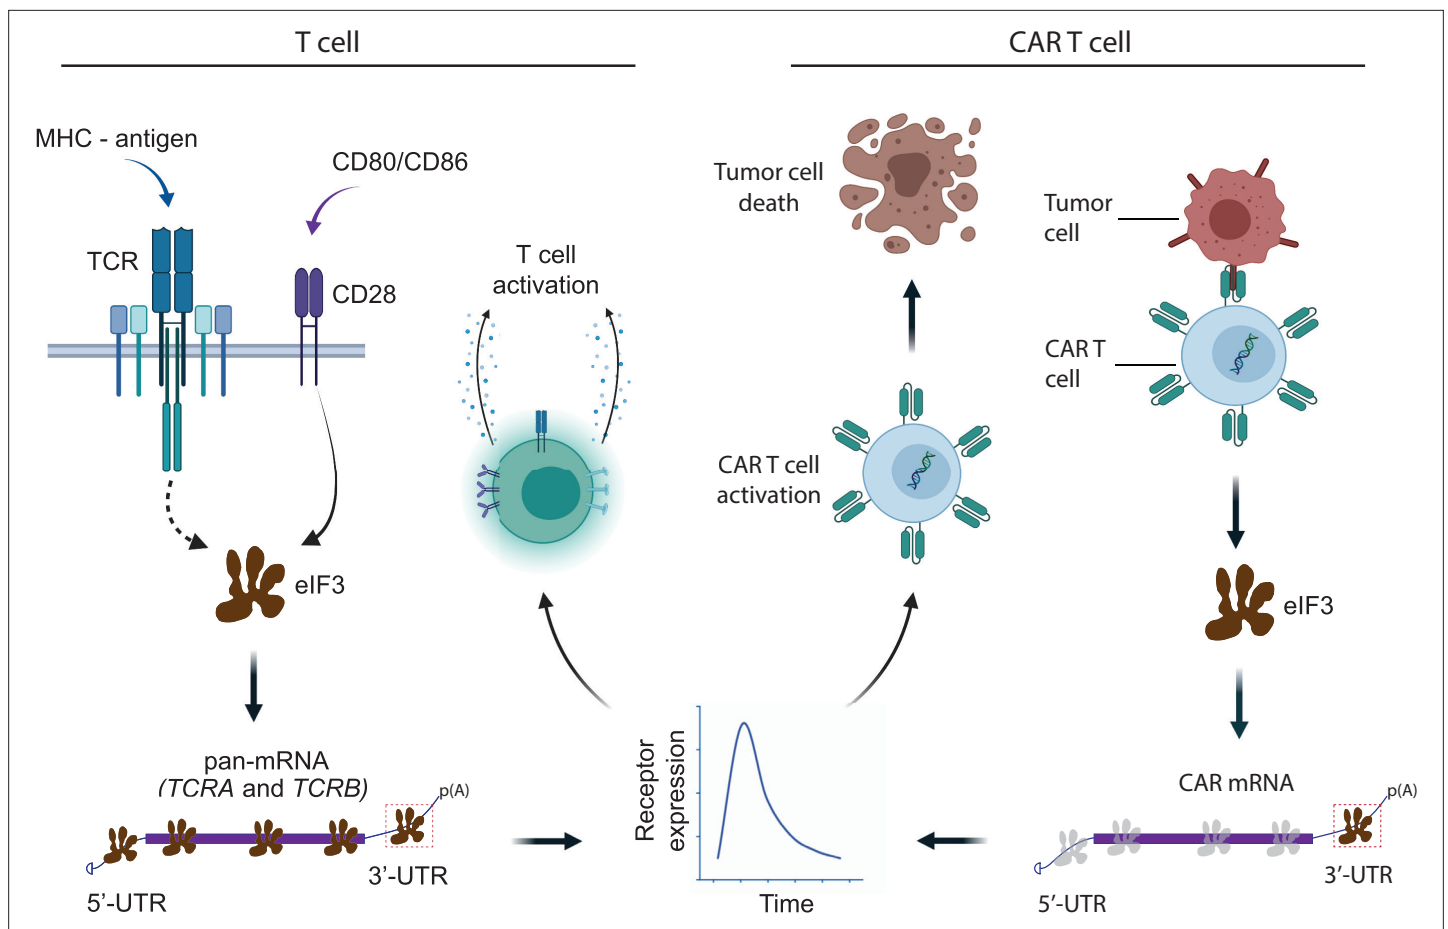 T cell
MHC - antigen
CD80/CD86
TCR
CD28
T cell
activation
eIF3
pan-mRNA
(TCRA and TCRB)
p(A)
3’-UTR
5’-UTR
Receptor
expression
Time
CAR T cell
Tumor cell
death
Tumor
cell
CAR T
cell
CAR T cell
activation
eIF3
CAR mRNA
p(A)
3′-UTR
5′-UTR